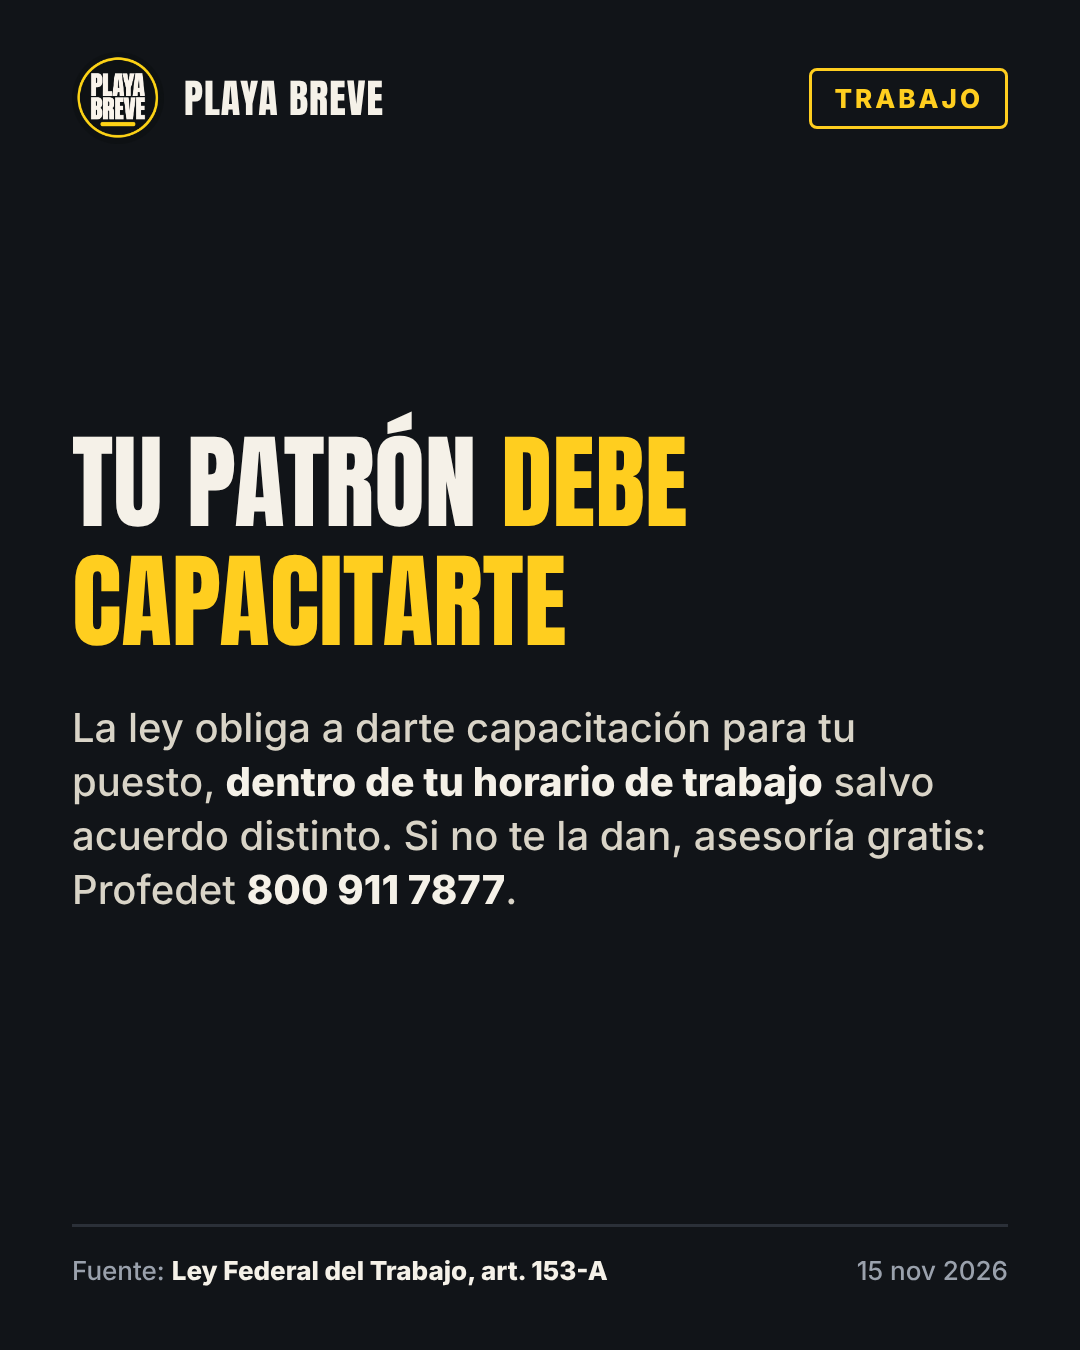 PLAYA
BREVE
PLAYA BREVE
TRABAJO
TU PATRÓN DEBE
CAPACITARTE
La ley obliga a darte capacitación para tu
puesto, dentro de tu horario de trabajo salvo
acuerdo distinto. Si no te la dan, asesoría gratis:
Profedet 800 911 7877.
Fuente: Ley Federal del Trabajo, art. 153-A
15 nov 2026